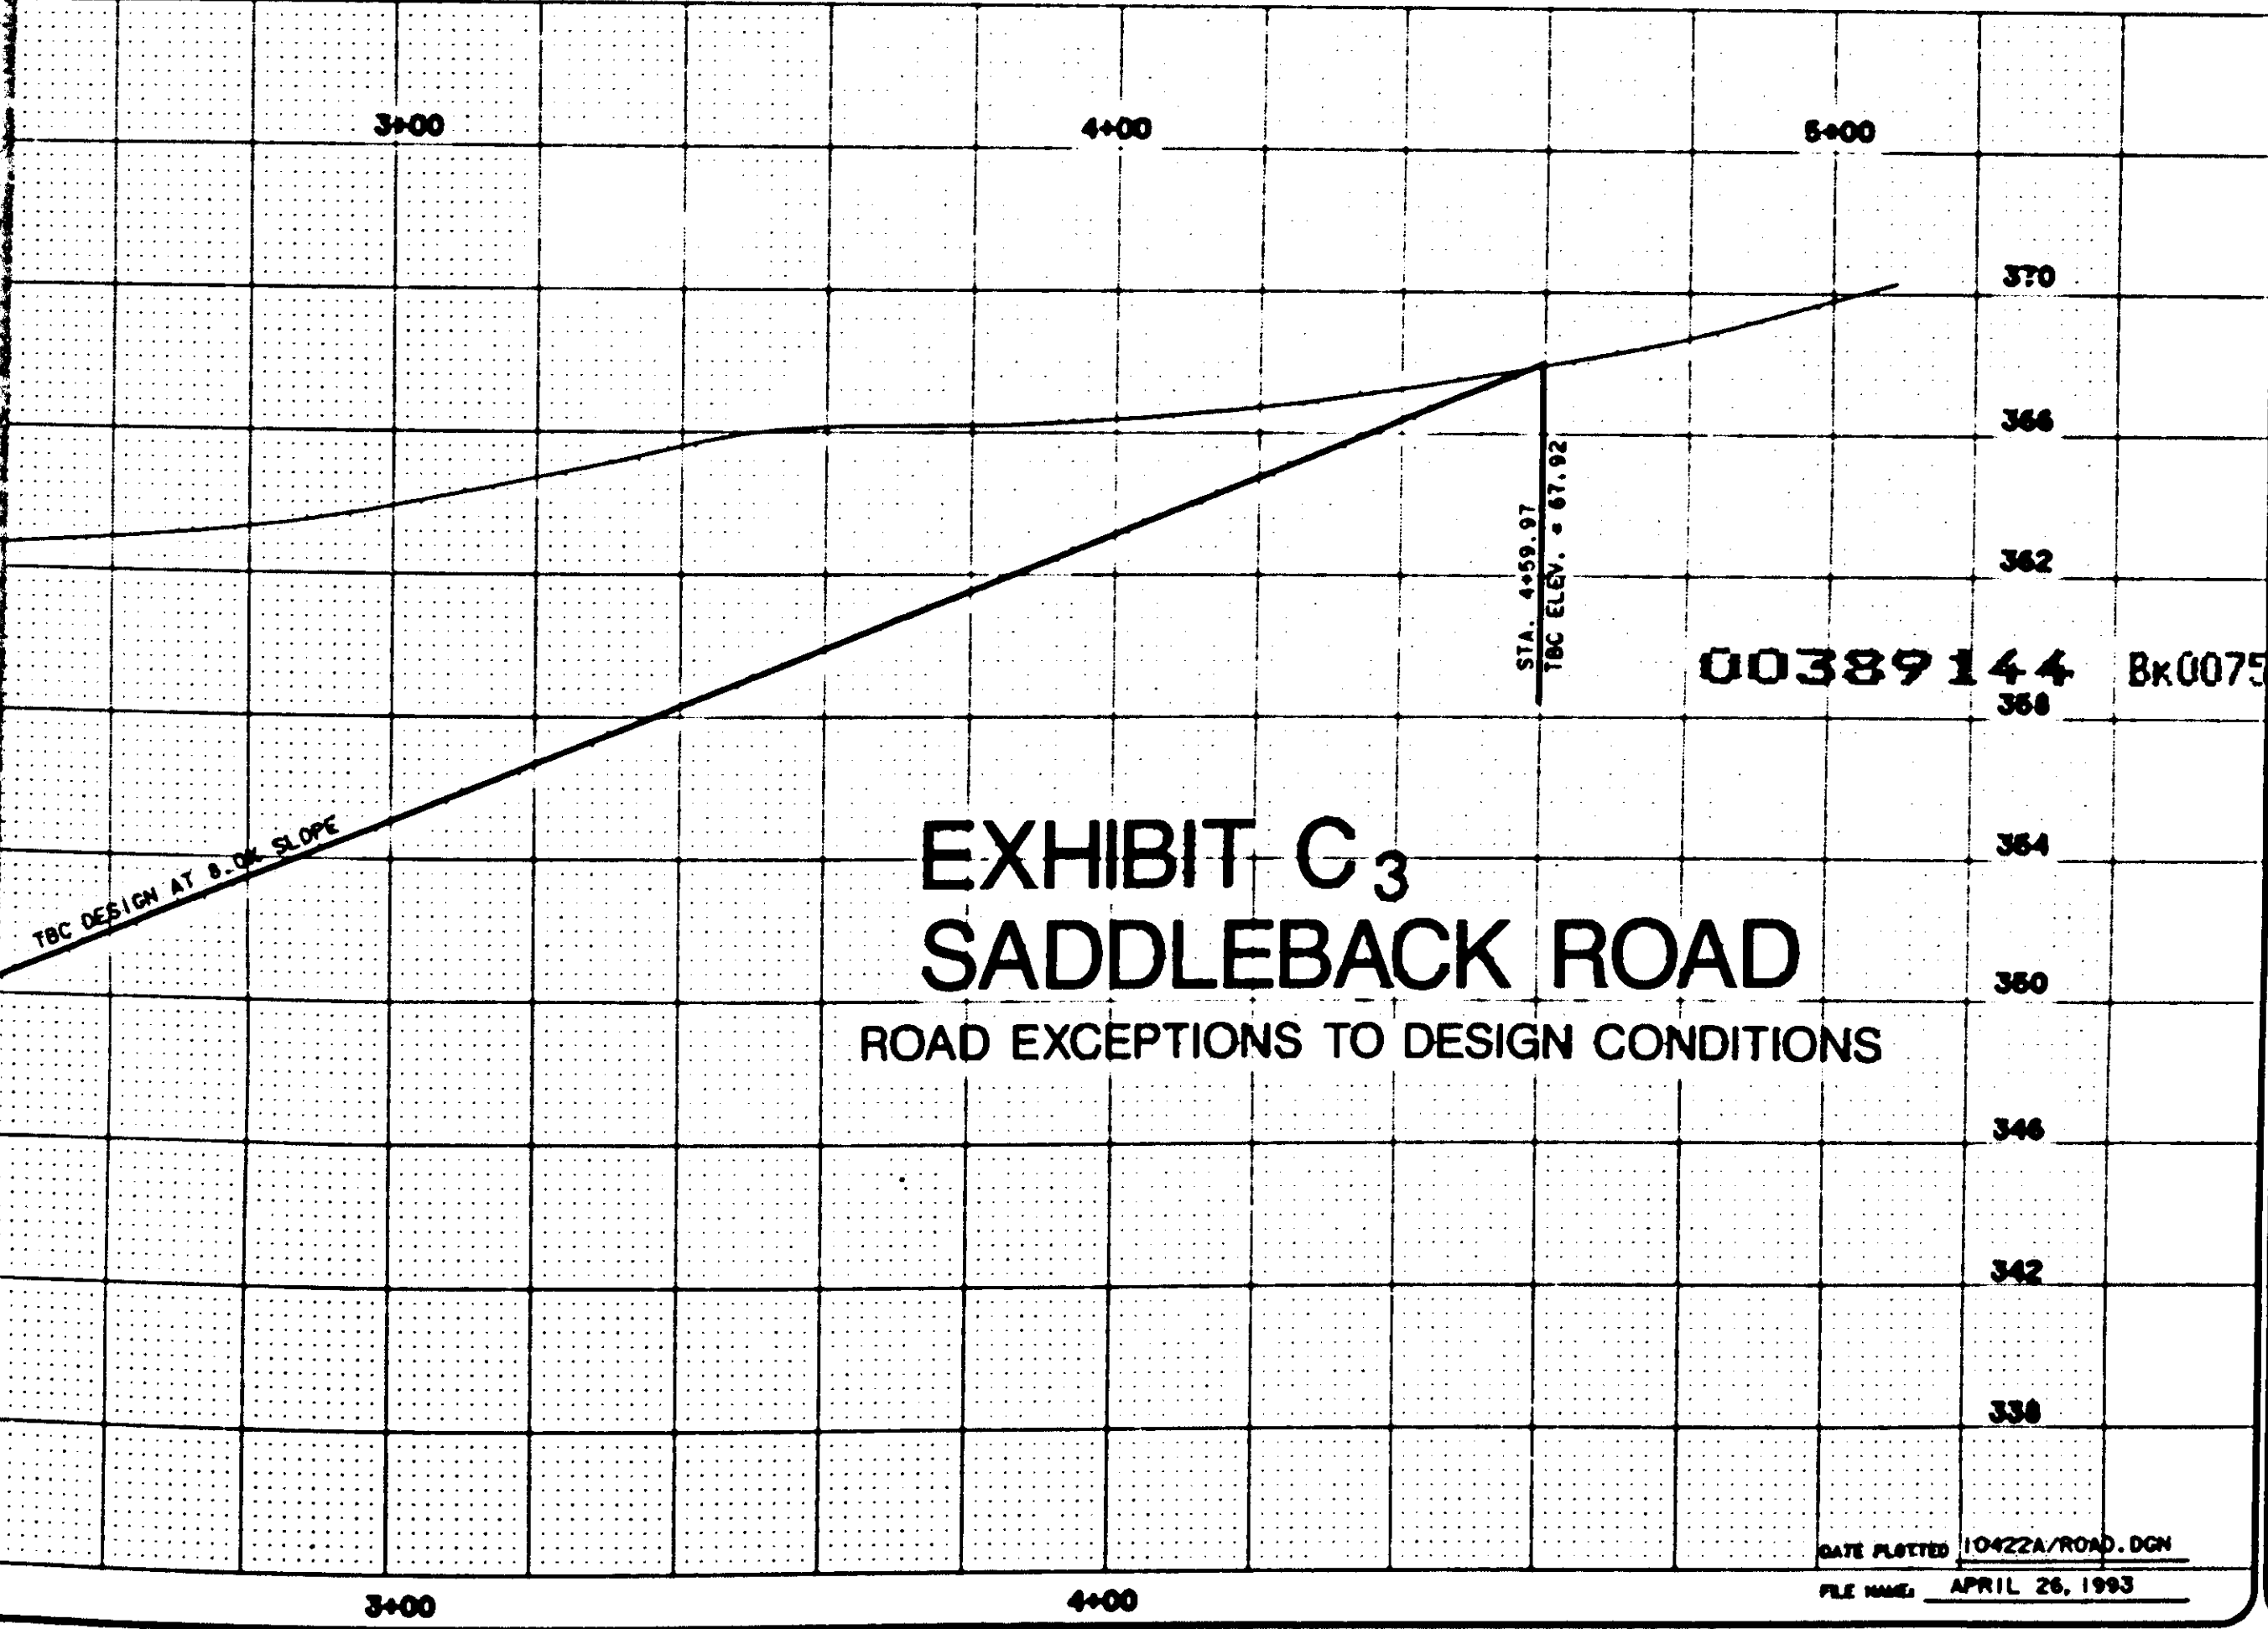 3+00 4+00 5+00
370
366
STA. 4+59.97
TBC ELEV. = 67.92
362
00389144 BK0075
358
TBC DESIGN AT 8.0% SLOPE
EXHIBIT C3
354
SADDLEBACK ROAD
350
ROAD EXCEPTIONS TO DESIGN CONDITIONS
346
342
338
DATE PLOTTED 10422A/ROAD.DGN
FILE NAME: APRIL 26, 1993
3+00 4+00